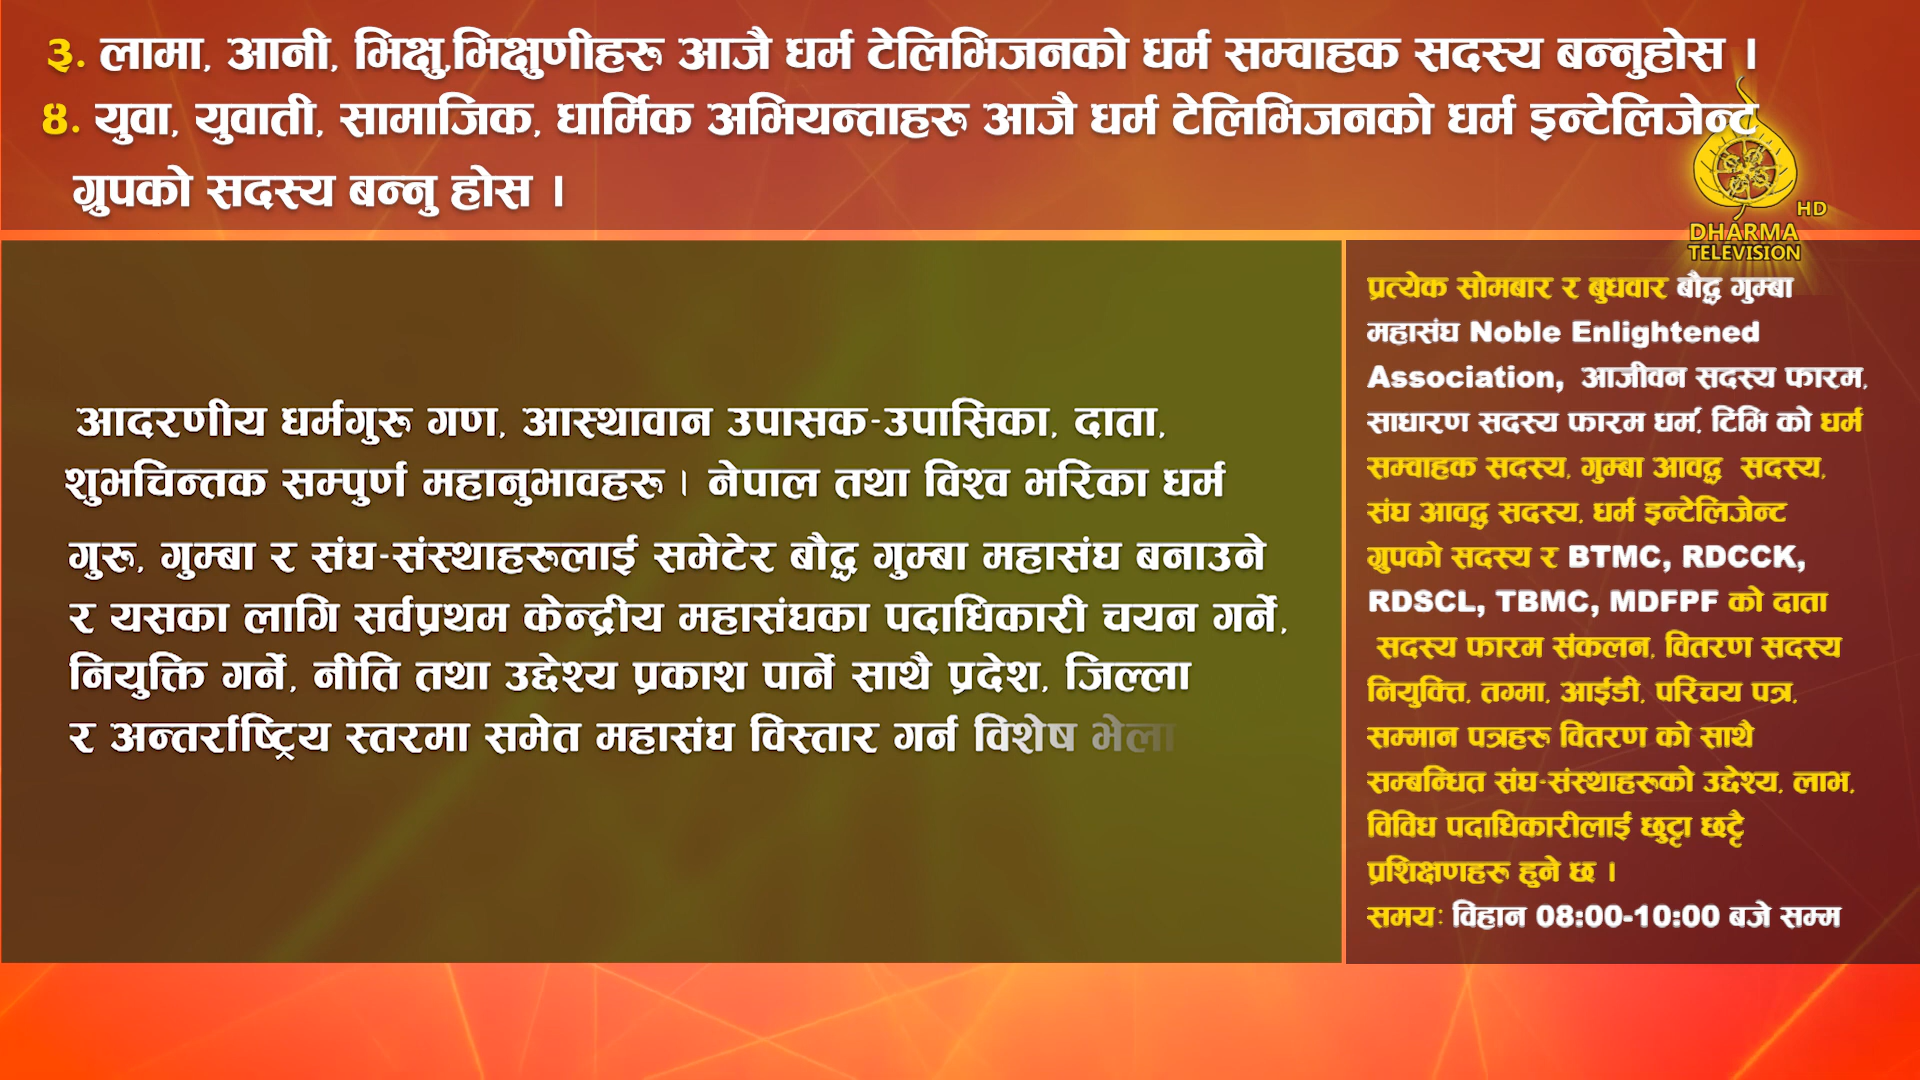 ३. लामा, आनी, भिक्षु,भिक्षुणीहरू आजै धर्म टेलिभिजनको धर्म सम्वाहक सदस्य बन्नुहोस ।
४. युवा, युवाती, सामाजिक, धार्मिक अभियन्ताहरू आजै धर्म टेलिभिजनको धर्म इन्टेलिजेन्ट
ग्रुपको सदस्य बन्नु होस ।
HD
DHARMA
TELEVISION
आदरणीय धर्मगुरू गण, आस्थावान उपासक-उपासिका, दाता,
शुभचिन्तक सम्पुर्ण महानुभावहरू । नेपाल तथा विश्व भरिका धर्म
गुरू, गुम्बा र संघ-संस्थाहरूलाई समेटेर बौद्ध गुम्बा महासंघ बनाउने
र यसका लागि सर्वप्रथम केन्द्रीय महासंघका पदाधिकारी चयन गर्ने,
नियुक्ति गर्ने, नीति तथा उद्देश्य प्रकाश पार्ने साथै प्रदेश, जिल्ला
र अन्तर्राष्ट्रिय स्तरमा समेत महासंघ विस्तार गर्न विशेष भेला
प्रत्येक सोमबार र बुधवार बौद्ध गुम्बा
महासंघ Noble Enlightened
Association, आजीवन सदस्य फारम,
साधारण सदस्य फारम धर्म, टिभि को धर्म
सम्वाहक सदस्य, गुम्बा आवद्ध सदस्य,
संघ आवद्ध सदस्य, धर्म इन्टेलिजेन्ट
ग्रुपको सदस्य र BTMC, RDCCK,
RDSCL, TBMC, MDFPF को दाता
सदस्य फारम संकलन, वितरण सदस्य
नियुक्ति, तग्मा, आईडी, परिचय पत्र,
सम्मान पत्रहरू वितरण को साथै
सम्बन्धित संघ-संस्थाहरूको उद्देश्य, लाभ,
विविध पदाधिकारीलाई छुट्टा छट्टै
प्रशिक्षणहरू हुने छ ।
समय: विहान 08:00-10:00 बजे सम्म